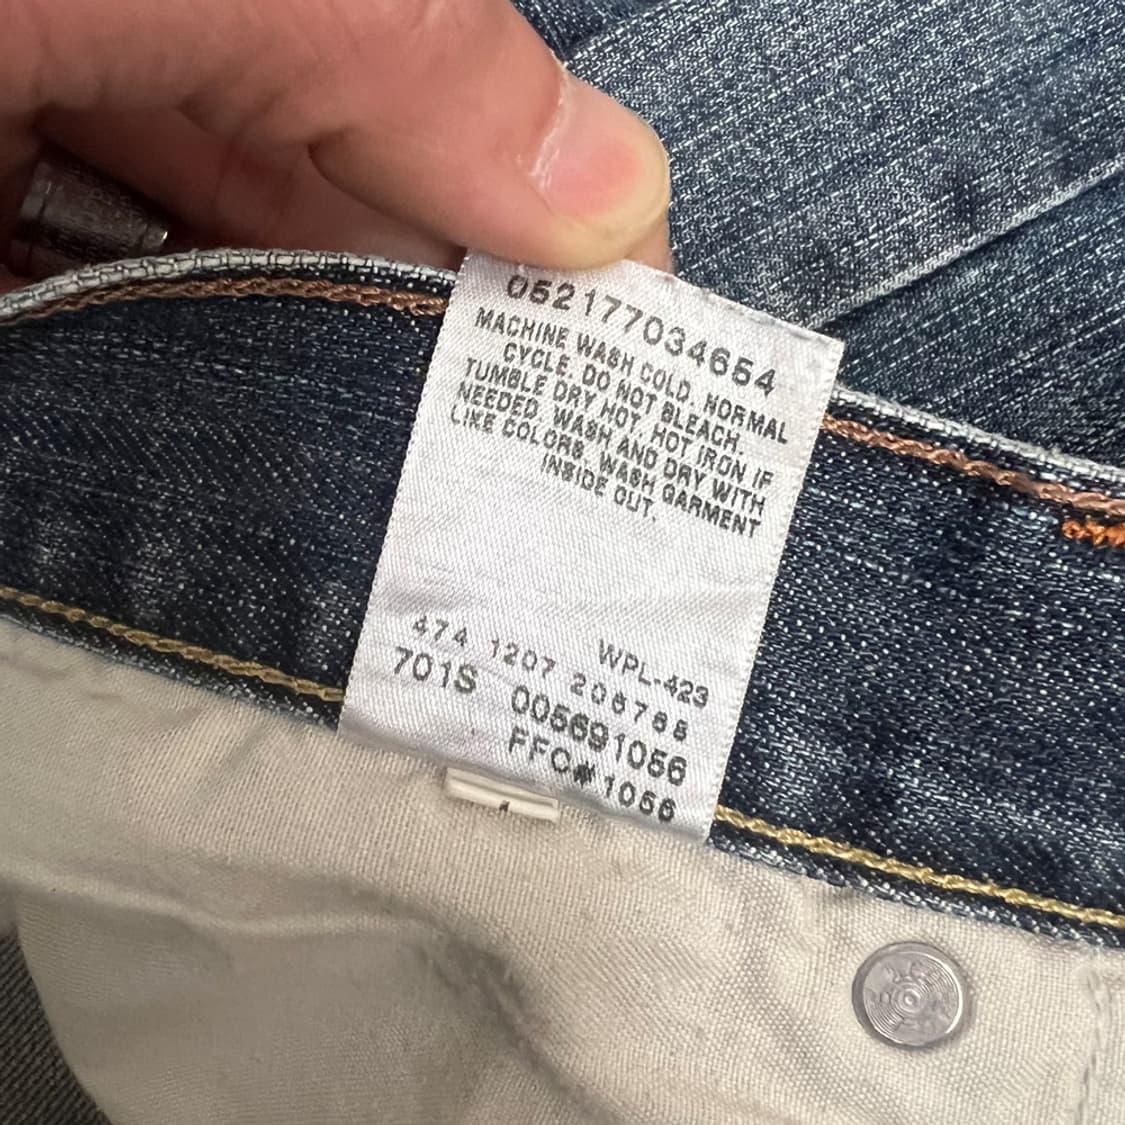 052177034654
MACHINE WASH COLD, NORMAL
CYCLE. DO NOT BLEACH.
TUMBLE DRY HOT. HOT IRON IF
NEEDED. WASH AND DRY WITH
LIKE COLORS. WASH GARMENT
INSIDE OUT.
WPL-423
474 1207 206788
701S 005691056
FFC#1056